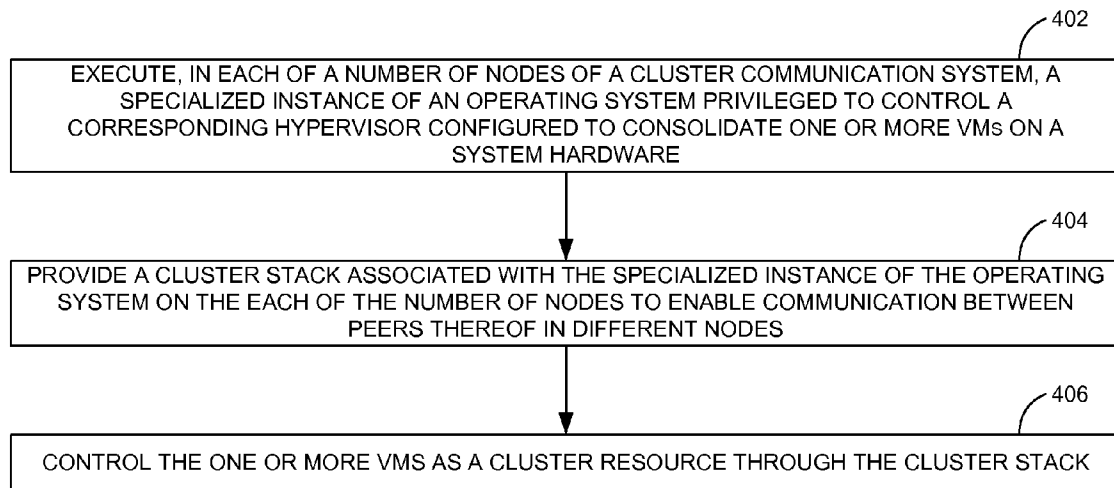 402
EXECUTE, IN EACH OF A NUMBER OF NODES OF A CLUSTER COMMUNICATION SYSTEM, A
SPECIALIZED INSTANCE OF AN OPERATING SYSTEM PRIVILEGED TO CONTROL A
CORRESPONDING HYPERVISOR CONFIGURED TO CONSOLIDATE ONE OR MORE VMs ON A
SYSTEM HARDWARE
404
PROVIDE A CLUSTER STACK ASSOCIATED WITH THE SPECIALIZED INSTANCE OF THE OPERATING
SYSTEM ON THE EACH OF THE NUMBER OF NODES TO ENABLE COMMUNICATION BETWEEN
PEERS THEREOF IN DIFFERENT NODES
406
CONTROL THE ONE OR MORE VMS AS A CLUSTER RESOURCE THROUGH THE CLUSTER STACK